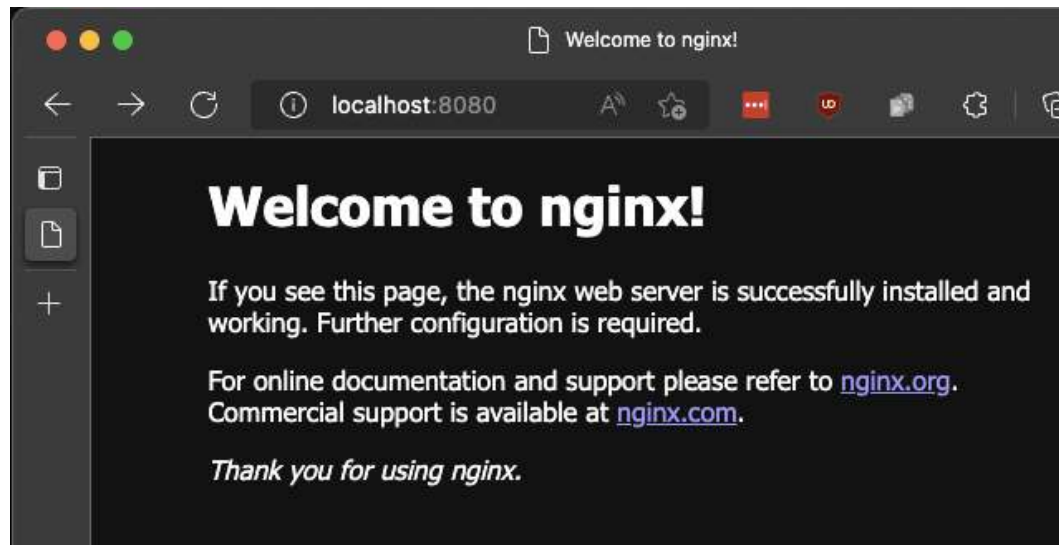 Welcome to nginx!
localhost:8080
Welcome to nginx!
If you see this page, the nginx web server is successfully installed and
working. Further configuration is required.
For online documentation and support please refer to nginx.org.
Commercial support is available at nginx.com.
Thank you for using nginx.